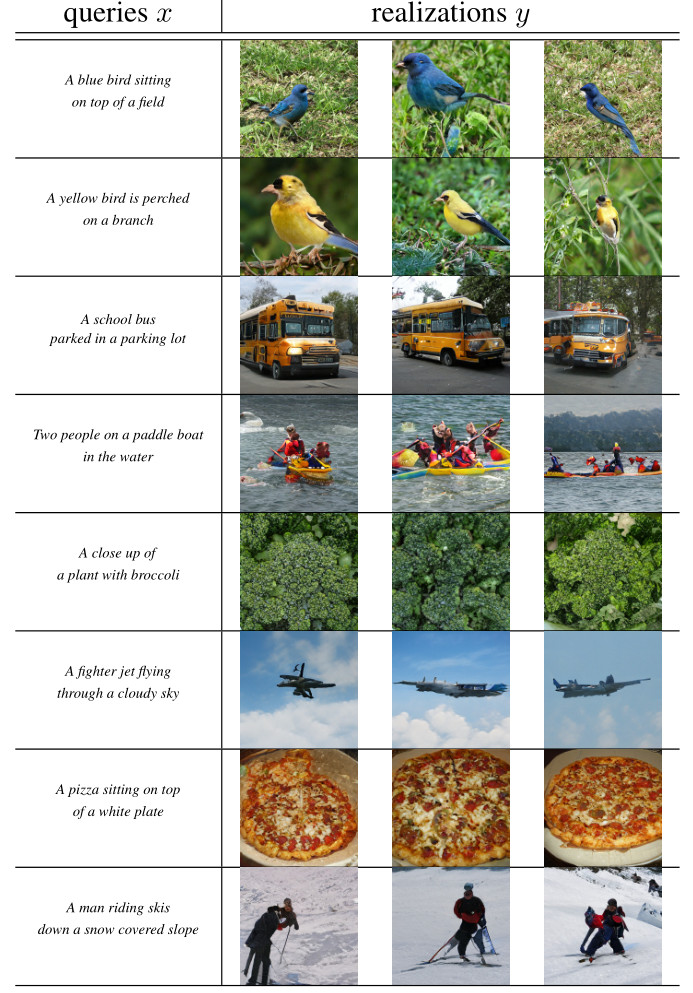 queries x
realizations y
A blue bird sitting
on top of a field
A yellow bird is perched
on a branch
A school bus
parked in a parking lot
Two people on a paddle boat
in the water
A close up of
a plant with broccoli
A fighter jet flying
through a cloudy sky
A pizza sitting on top
of a white plate
A man riding skis
down a snow covered slope